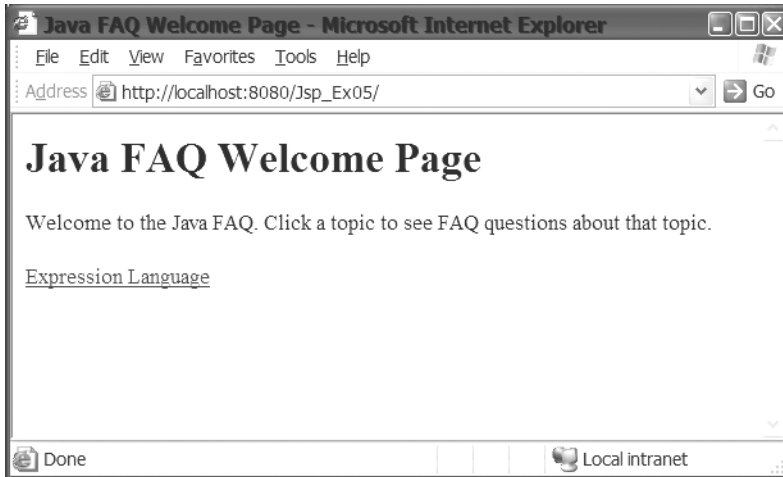 Java FAQ Welcome Page - Microsoft Internet Explorer
File Edit View Favorites Tools Help
Address http://localhost:8080/Jsp_Ex05/ Go
Java FAQ Welcome Page
Welcome to the Java FAQ. Click a topic to see FAQ questions about that topic.
Expression Language
Done Local intranet